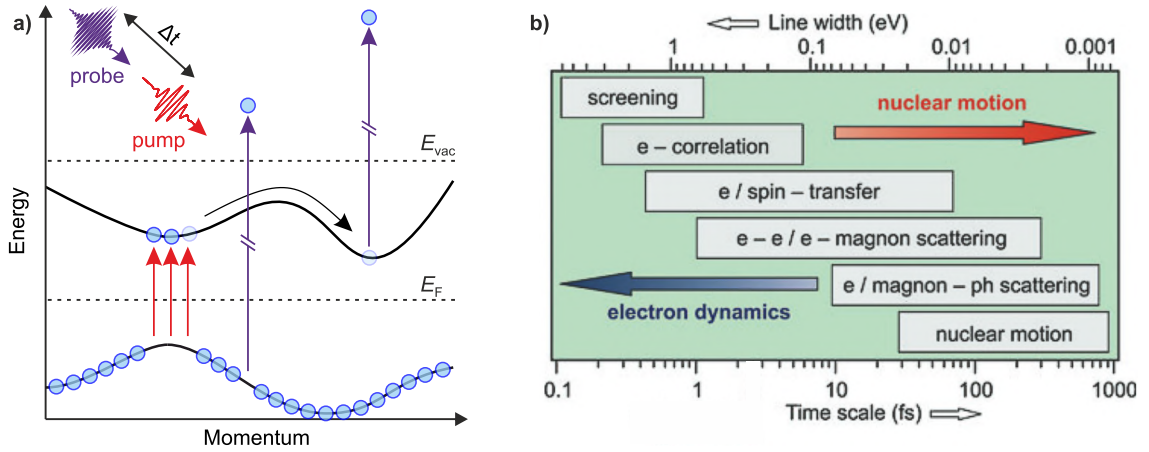 a)
probe
Δt
pump
Evac
EF
Energy
Momentum
b)
Line width (eV)
1 0.1 0.01 0.001
screening
nuclear motion
e – correlation
e / spin – transfer
e – e / e – magnon scattering
e / magnon – ph scattering
electron dynamics
nuclear motion
0.1 1 10 100 1000
Time scale (fs)